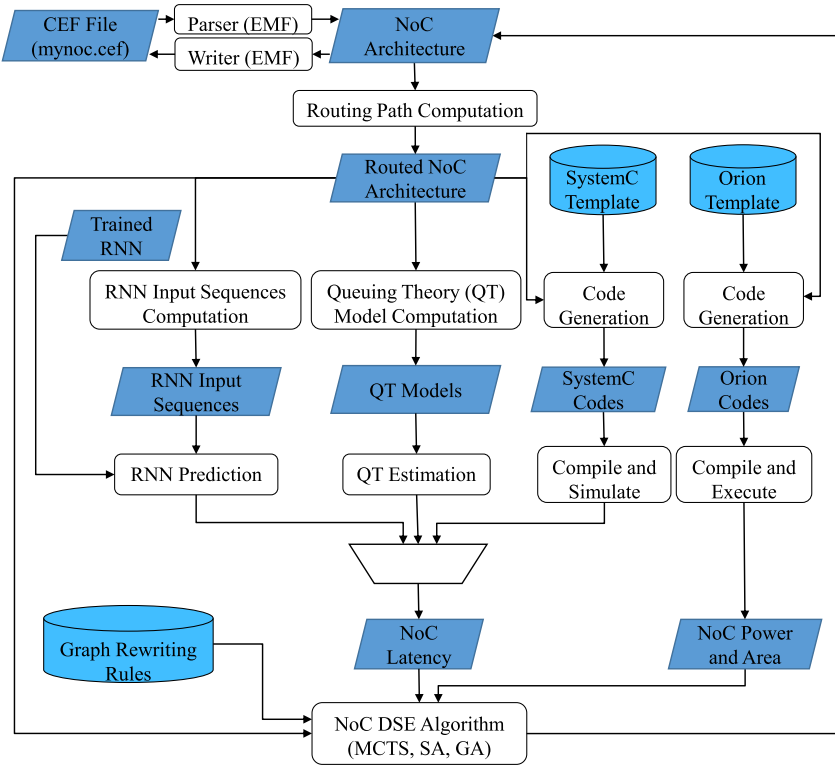 CEF File
(mynoc.cef)
Parser (EMF)
Writer (EMF)
NoC
Architecture
Routing Path Computation
Routed NoC
Architecture
SystemC
Template
Orion
Template
Trained
RNN
RNN Input Sequences
Computation
Queuing Theory (QT)
Model Computation
Code
Generation
Code
Generation
RNN Input
Sequences
QT Models
SystemC
Codes
Orion
Codes
RNN Prediction
QT Estimation
Compile and
Simulate
Compile and
Execute
Graph Rewriting
Rules
NoC
Latency
NoC Power
and Area
NoC DSE Algorithm
(MCTS, SA, GA)